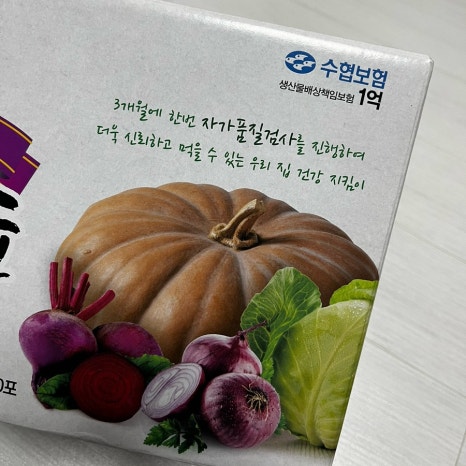 수협보험
생산물배상책임보험 1억
3개월에 한번 자가품질검사를 진행하여
더욱 신뢰하고 먹을 수 있는 우리 집 건강 지킴이
0포